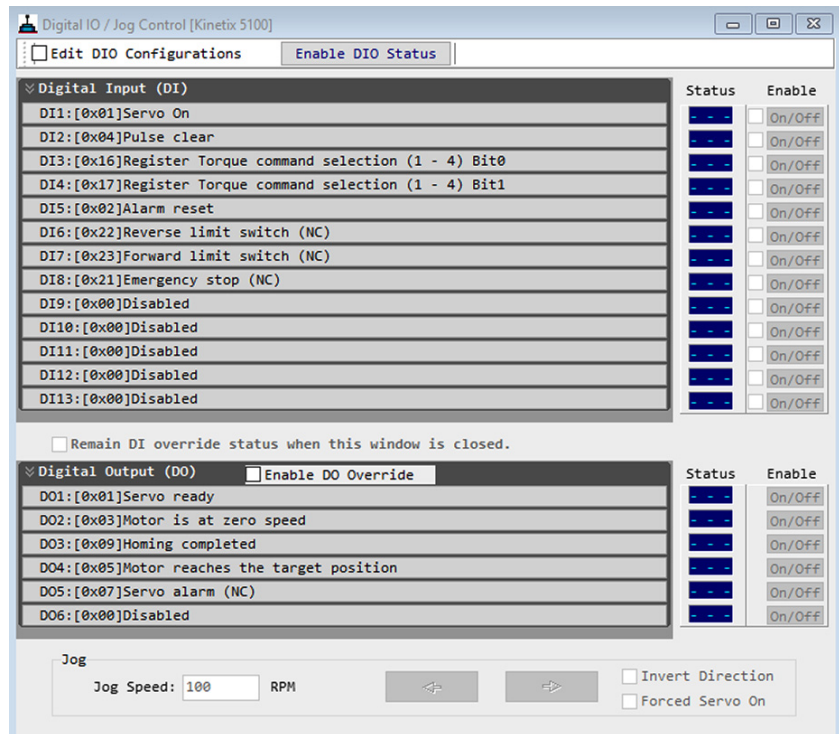 Digital IO / Jog Control [Kinetix 5100]
Edit DIO Configurations Enable DIO Status
Digital Input (DI) Status Enable
DI1:[0x01]Servo On - - - On/Off
DI2:[0x04]Pulse clear - - - On/Off
DI3:[0x16]Register Torque command selection (1 - 4) Bit0 - - - On/Off
DI4:[0x17]Register Torque command selection (1 - 4) Bit1 - - - On/Off
DI5:[0x02]Alarm reset - - - On/Off
DI6:[0x22]Reverse limit switch (NC) - - - On/Off
DI7:[0x23]Forward limit switch (NC) - - - On/Off
DI8:[0x21]Emergency stop (NC) - - - On/Off
DI9:[0x00]Disabled - - - On/Off
DI10:[0x00]Disabled - - - On/Off
DI11:[0x00]Disabled - - - On/Off
DI12:[0x00]Disabled - - - On/Off
DI13:[0x00]Disabled - - - On/Off
Remain DI override status when this window is closed.
Digital Output (DO) Enable DO Override Status Enable
DO1:[0x01]Servo ready - - - On/Off
DO2:[0x03]Motor is at zero speed - - - On/Off
DO3:[0x09]Homing completed - - - On/Off
DO4:[0x05]Motor reaches the target position - - - On/Off
DO5:[0x07]Servo alarm (NC) - - - On/Off
DO6:[0x00]Disabled - - - On/Off
Jog
Jog Speed: 100 RPM Invert Direction
Forced Servo On